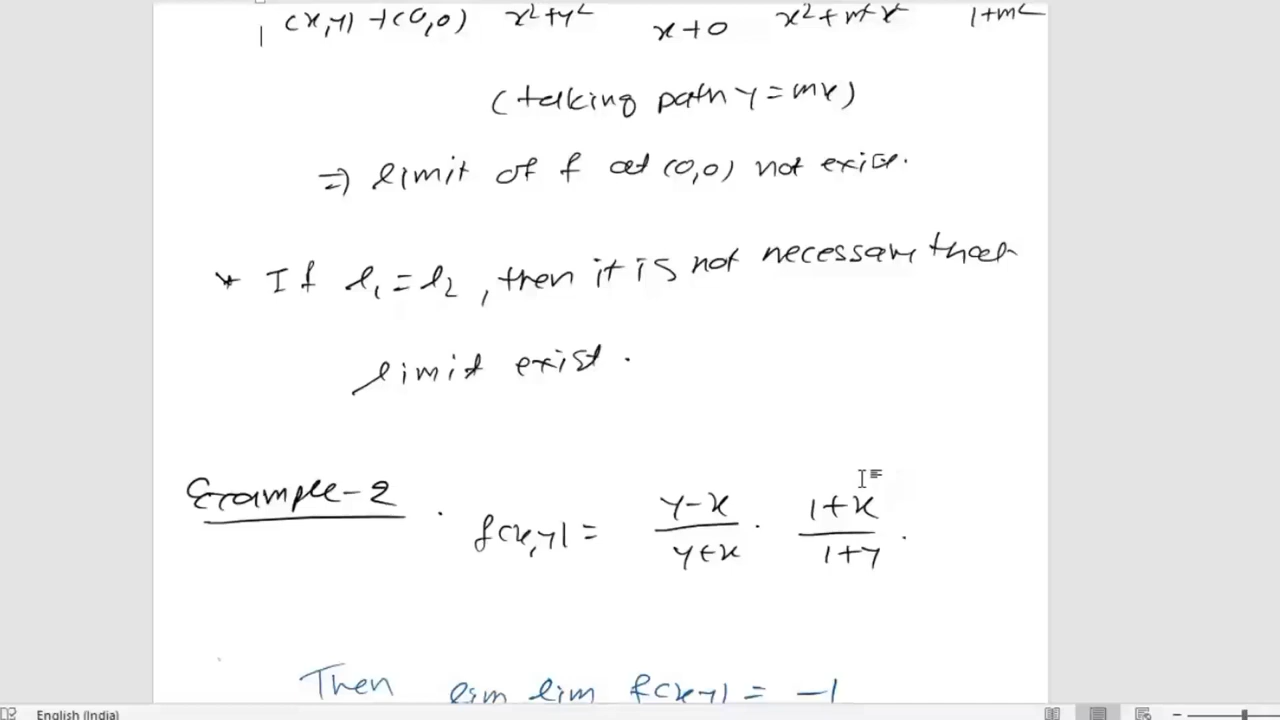 (x,y)→(0,0) x²+y² x→0 x²+m²x² 1+m²
(taking path y=mx)
⇒ limit of f at (0,0) not exist.
* If l₁=l₂, then it is not necessary that
limit exist.
Example-2 . f(x,y)= y-x/y+x . 1+x/1+y .
Then lim lim f(x,y) = -1
English (India)